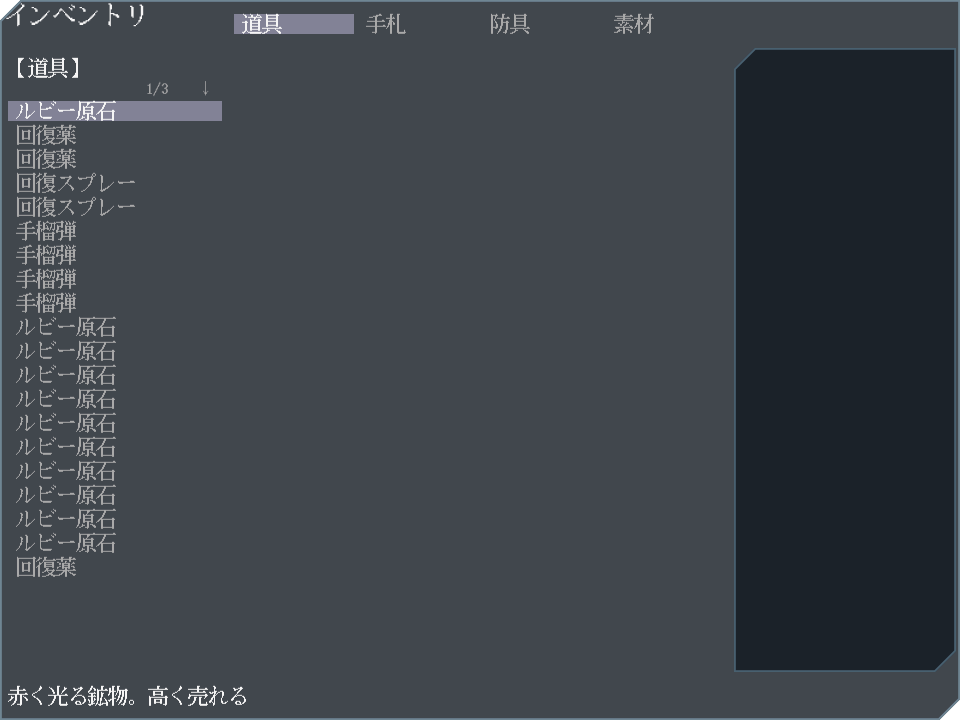 インベントリ
道具 手札 防具 素材
【道具】
1/3 ↓
ルビー原石
回復薬
回復薬
回復スプレー
回復スプレー
手榴弾
手榴弾
手榴弾
手榴弾
ルビー原石
ルビー原石
ルビー原石
ルビー原石
ルビー原石
ルビー原石
ルビー原石
ルビー原石
ルビー原石
ルビー原石
回復薬
赤く光る鉱物。高く売れる